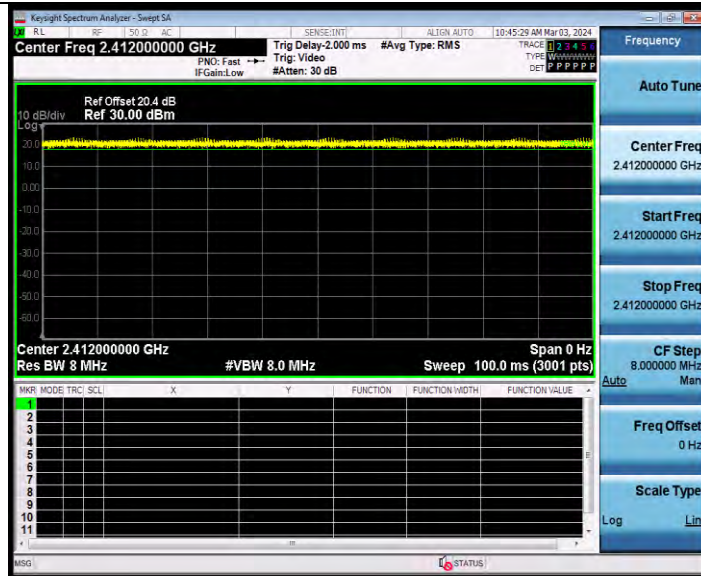 Keysight Spectrum Analyzer - Swept SA
RL RF 50 Ω AC SENSE:INT ALIGN AUTO 10:45:29 AM Mar 03, 2024
Center Freq 2.412000000 GHz
PNO: Fast
IFGain:Low
Trig Delay-2.000 ms
Trig: Video
#Atten: 30 dB
#Avg Type: RMS
TRACE 1 2 3 4 5 6
TYPE W
DET P P P P P P
Ref Offset 20.4 dB
10 dB/div Ref 30.00 dBm
Log
20.0
10.0
0.00
-10.0
-20.0
-30.0
-40.0
-50.0
-60.0
Center 2.412000000 GHz Span 0 Hz
Res BW 8 MHz #VBW 8.0 MHz Sweep 100.0 ms (3001 pts)
MKR MODE TRC SCL X Y FUNCTION FUNCTION WIDTH FUNCTION VALUE
1
2
3
4
5
6
7
8
9
10
11
MSG STATUS
Frequency
Auto Tune
Center Freq
2.412000000 GHz
Start Freq
2.412000000 GHz
Stop Freq
2.412000000 GHz
CF Step
8.000000 MHz
Auto Man
Freq Offset
0 Hz
Scale Type
Log Lin